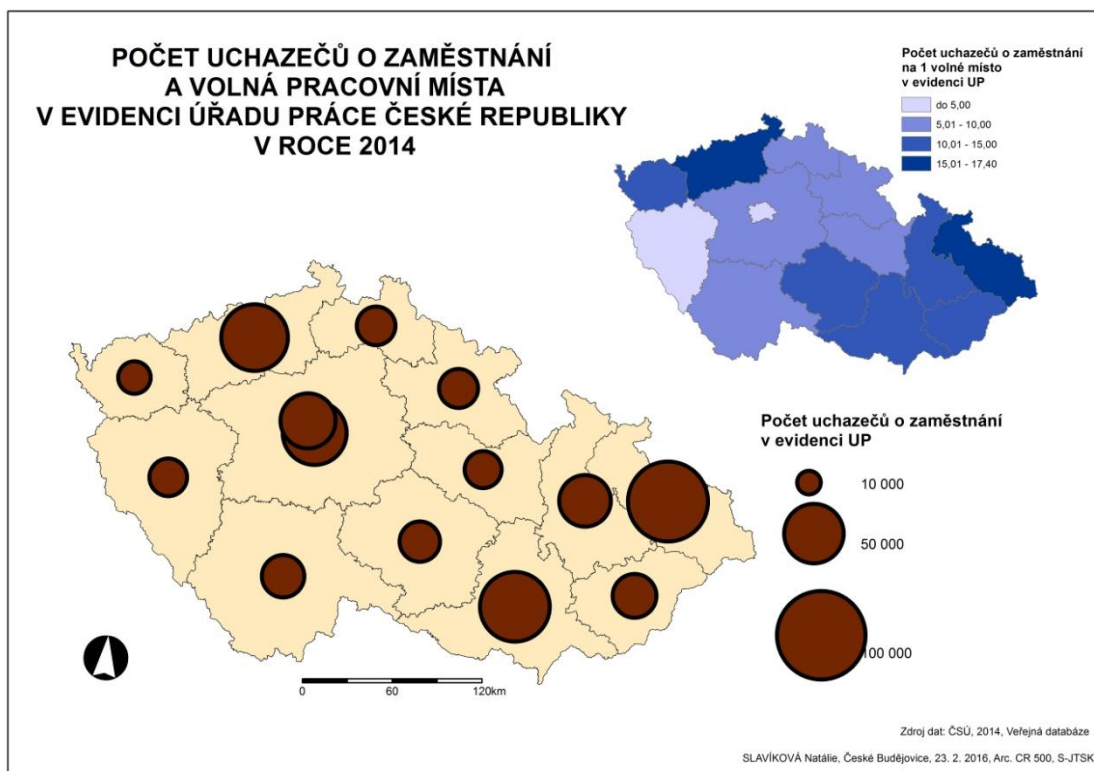 POČET UCHAZEČŮ O ZAMĚSTNÁNÍ
A VOLNÁ PRACOVNÍ MÍSTA
V EVIDENCI ÚŘADU PRÁCE ČESKÉ REPUBLIKY
V ROCE 2014
Počet uchazečů o zaměstnání
na 1 volné místo
v evidenci UP
do 5,00
5,01 - 10,00
10,01 - 15,00
15,01 - 17,40
Počet uchazečů o zaměstnání
v evidenci UP
10 000
50 000
100 000
0 60 120km
Zdroj dat: ČSÚ, 2014, Veřejná databáze
SLAVÍKOVÁ Natálie, České Budějovice, 23. 2. 2016, Arc. CR 500, S-JTSK